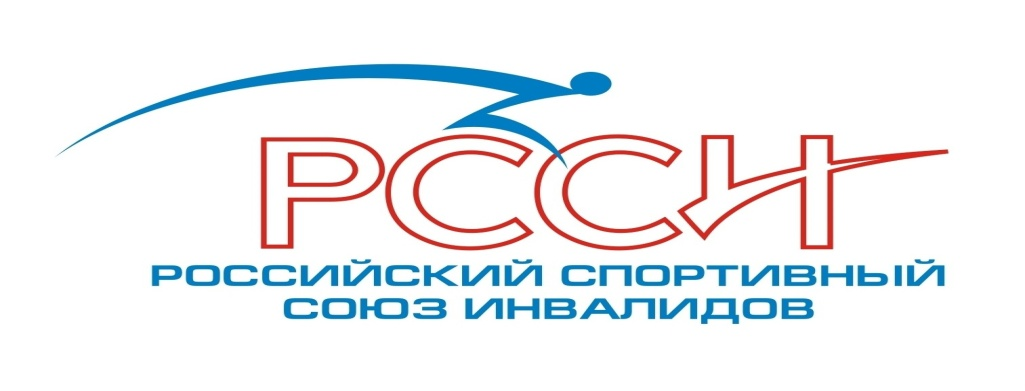 РССИ
РОССИЙСКИЙ СПОРТИВНЫЙ
СОЮЗ ИНВАЛИДОВ